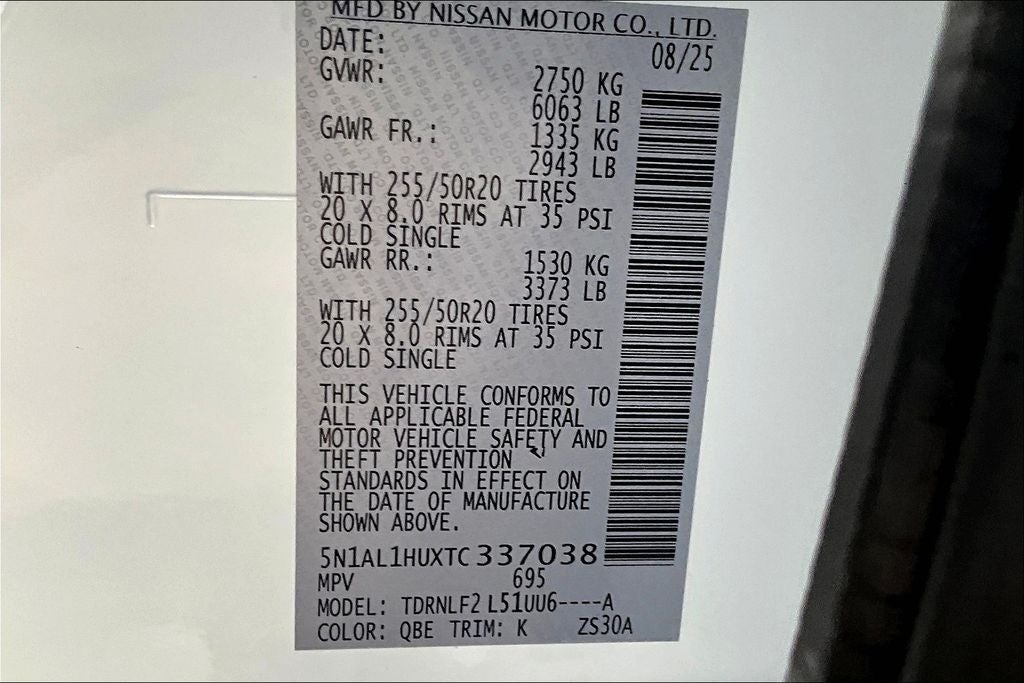 MFD BY NISSAN MOTOR CO., LTD.
DATE: 08/25
GVWR: 2750 KG
6063 LB
GAWR FR.: 1335 KG
2943 LB
WITH 255/50R20 TIRES
20 X 8.0 RIMS AT 35 PSI
COLD SINGLE
GAWR RR.: 1530 KG
3373 LB
WITH 255/50R20 TIRES
20 X 8.0 RIMS AT 35 PSI
COLD SINGLE
THIS VEHICLE CONFORMS TO
ALL APPLICABLE FEDERAL
MOTOR VEHICLE SAFETY AND
THEFT PREVENTION
STANDARDS IN EFFECT ON
THE DATE OF MANUFACTURE
SHOWN ABOVE.
5N1AL1HUXTC 337038
MPV 695
MODEL: TDRNLF2 L51UU6----A
COLOR: QBE TRIM: K ZS30A